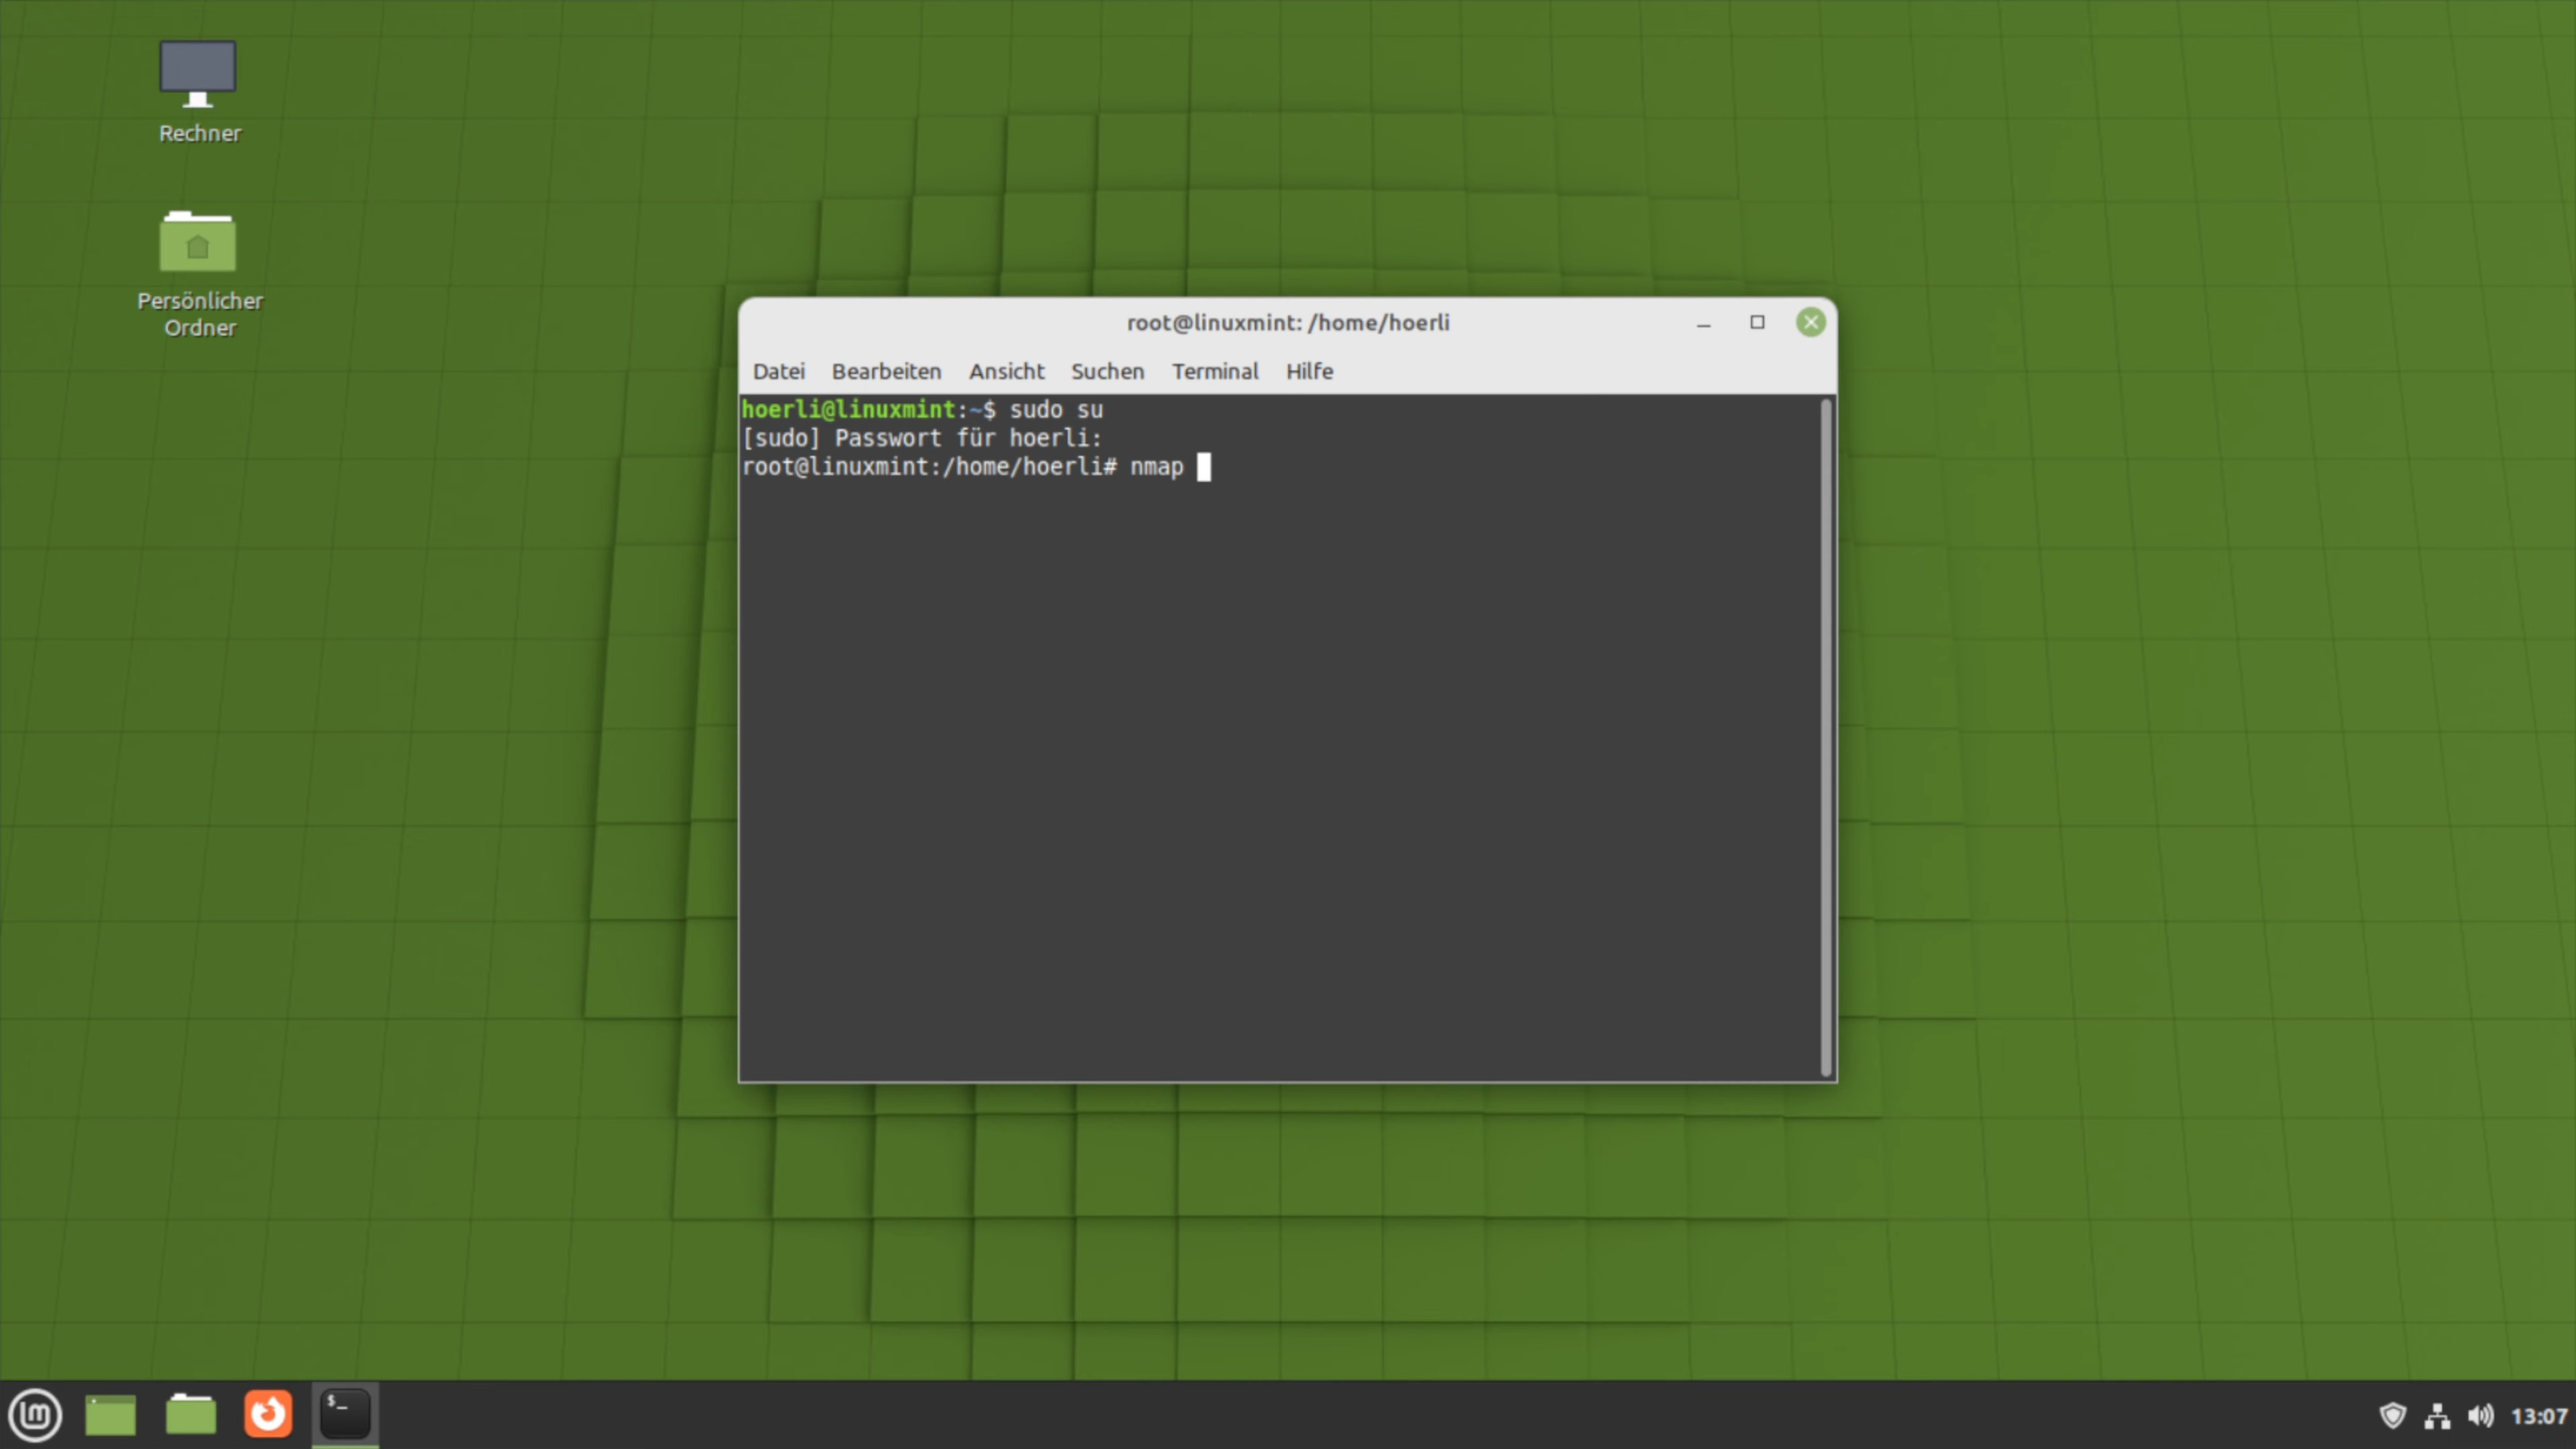 Rechner
Persönlicher
Ordner
root@linuxmint: /home/hoerli
Datei Bearbeiten Ansicht Suchen Terminal Hilfe
hoerli@linuxmint:~$ sudo su
[sudo] Passwort für hoerli:
root@linuxmint:/home/hoerli# nmap
$_
13:07